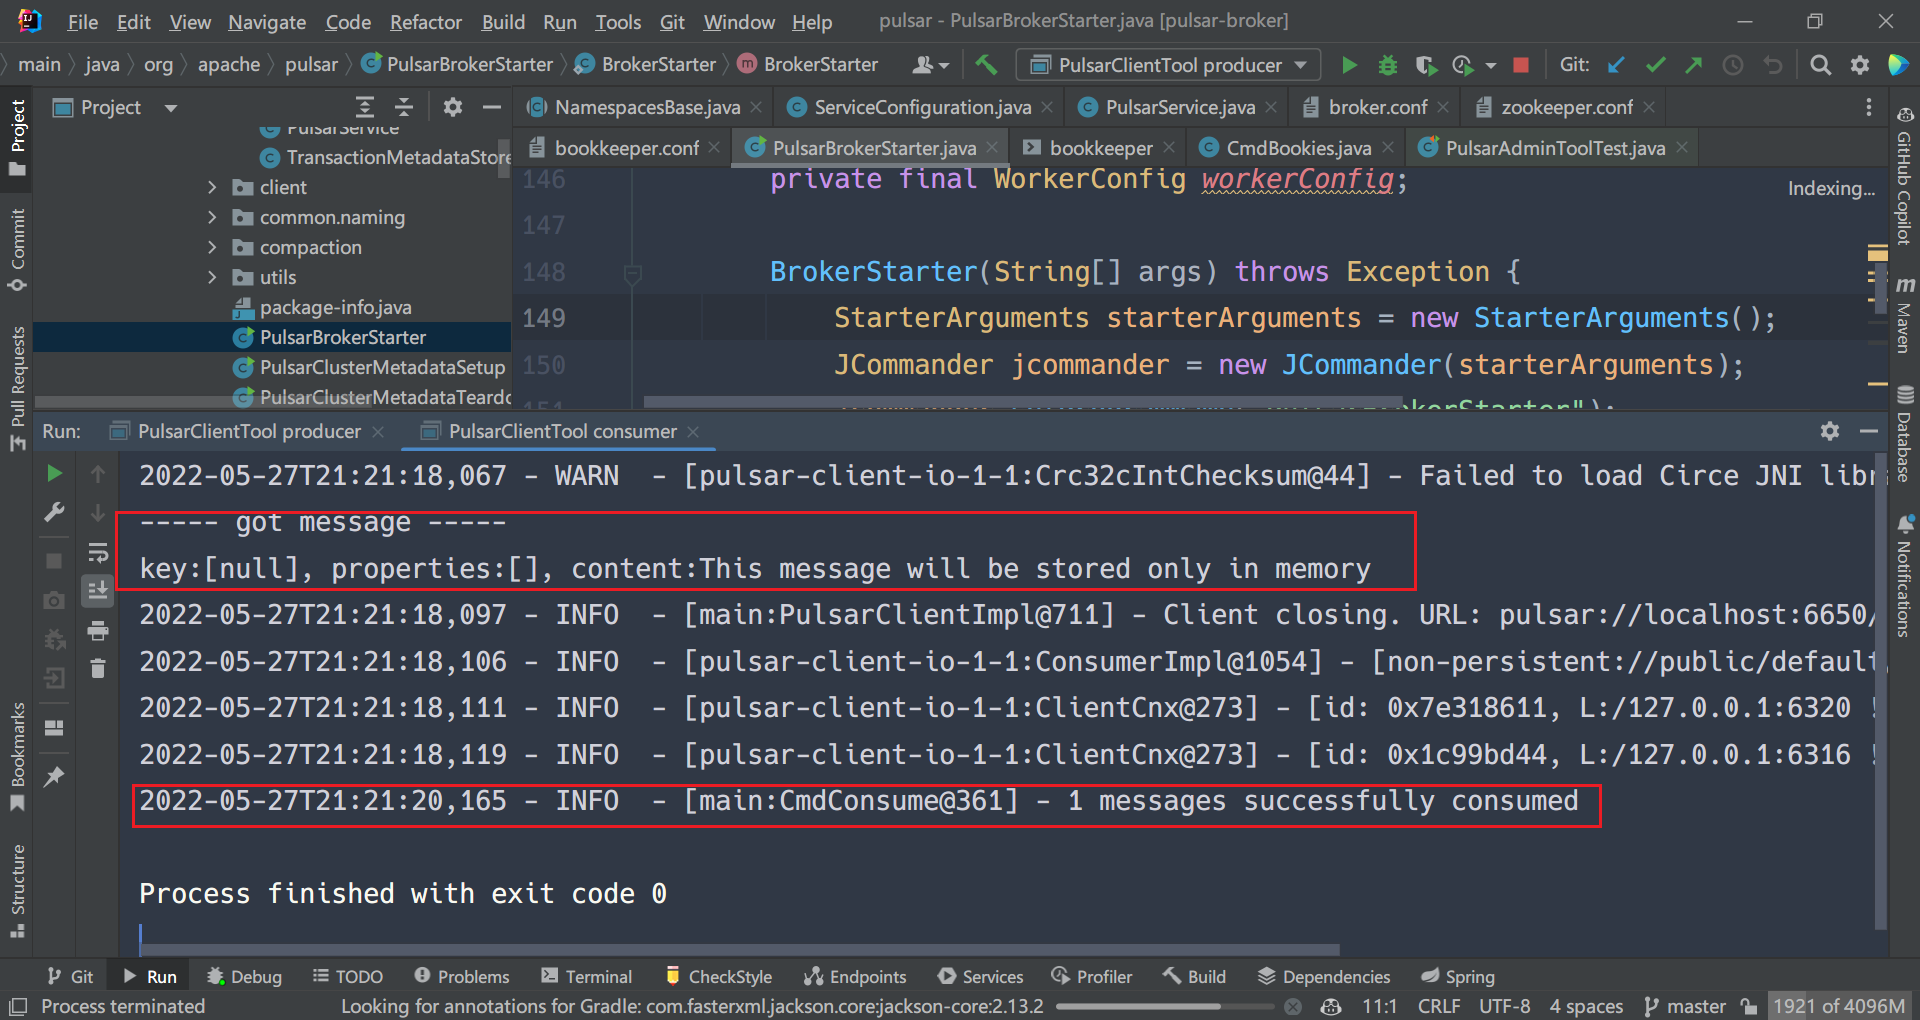 File Edit View Navigate Code Refactor Build Run Tools Git Window Help pulsar - PulsarBrokerStarter.java [pulsar-broker]
main java org apache pulsar PulsarBrokerStarter BrokerStarter BrokerStarter PulsarClientTool producer Git:
Project
NamespacesBase.java ServiceConfiguration.java PulsarService.java broker.conf zookeeper.conf
bookkeeper.conf PulsarBrokerStarter.java bookkeeper CmdBookies.java PulsarAdminToolTest.java
PulsarService
TransactionMetadataStore
client
common.naming
compaction
utils
package-info.java
PulsarBrokerStarter
PulsarClusterMetadataSetup
PulsarClusterMetadataTeardo
Indexing...
146 private final WorkerConfig workerConfig;
147
148 BrokerStarter(String[] args) throws Exception {
149 StarterArguments starterArguments = new StarterArguments();
150 JCommander jcommander = new JCommander(starterArguments);
Project
Commit
Pull Requests
Bookmarks
Structure
GitHub Copilot
Maven
Database
Notifications
Run: PulsarClientTool producer PulsarClientTool consumer
2022-05-27T21:21:18,067 - WARN - [pulsar-client-io-1-1:Crc32cIntChecksum@44] - Failed to load Circe JNI libr
----- got message -----
key:[null], properties:[], content:This message will be stored only in memory
2022-05-27T21:21:18,097 - INFO - [main:PulsarClientImpl@711] - Client closing. URL: pulsar://localhost:6650/
2022-05-27T21:21:18,106 - INFO - [pulsar-client-io-1-1:ConsumerImpl@1054] - [non-persistent://public/default/
2022-05-27T21:21:18,111 - INFO - [pulsar-client-io-1-1:ClientCnx@273] - [id: 0x7e318611, L:/127.0.0.1:6320 !
2022-05-27T21:21:18,119 - INFO - [pulsar-client-io-1-1:ClientCnx@273] - [id: 0x1c99bd44, L:/127.0.0.1:6316 !
2022-05-27T21:21:20,165 - INFO - [main:CmdConsume@361] - 1 messages successfully consumed
Process finished with exit code 0
Git Run Debug TODO Problems Terminal CheckStyle Endpoints Services Profiler Build Dependencies Spring
Process terminated Looking for annotations for Gradle: com.fasterxml.jackson.core:jackson-core:2.13.2 11:1 CRLF UTF-8 4 spaces master 1921 of 4096M